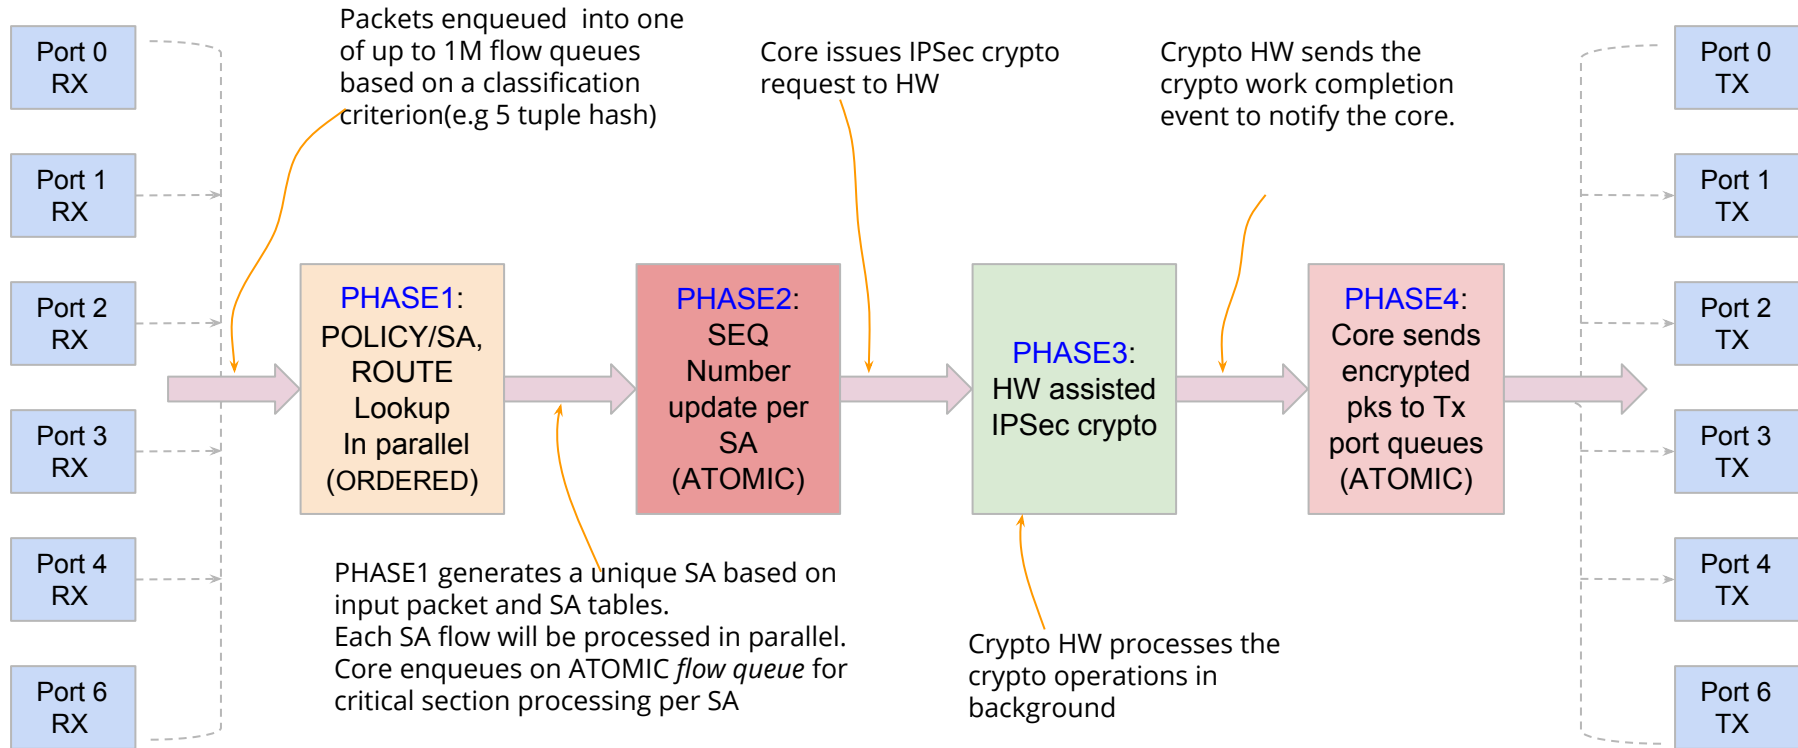 Port 0
RX
Port 1
RX
Port 2
RX
Port 3
RX
Port 4
RX
Port 6
RX
Packets enqueued into one
of up to 1M flow queues
based on a classification
criterion(e.g 5 tuple hash)
Core issues IPSec crypto
request to HW
Crypto HW sends the
crypto work completion
event to notify the core.
PHASE1:
POLICY/SA,
ROUTE
Lookup
In parallel
(ORDERED)
PHASE2:
SEQ
Number
update per
SA
(ATOMIC)
PHASE3:
HW assisted
IPSec crypto
PHASE4:
Core sends
encrypted
pks to Tx
port queues
(ATOMIC)
PHASE1 generates a unique SA based on
input packet and SA tables.
Each SA flow will be processed in parallel.
Core enqueues on ATOMIC flow queue for
critical section processing per SA
Crypto HW processes the
crypto operations in
background
Port 0
TX
Port 1
TX
Port 2
TX
Port 3
TX
Port 4
TX
Port 6
TX